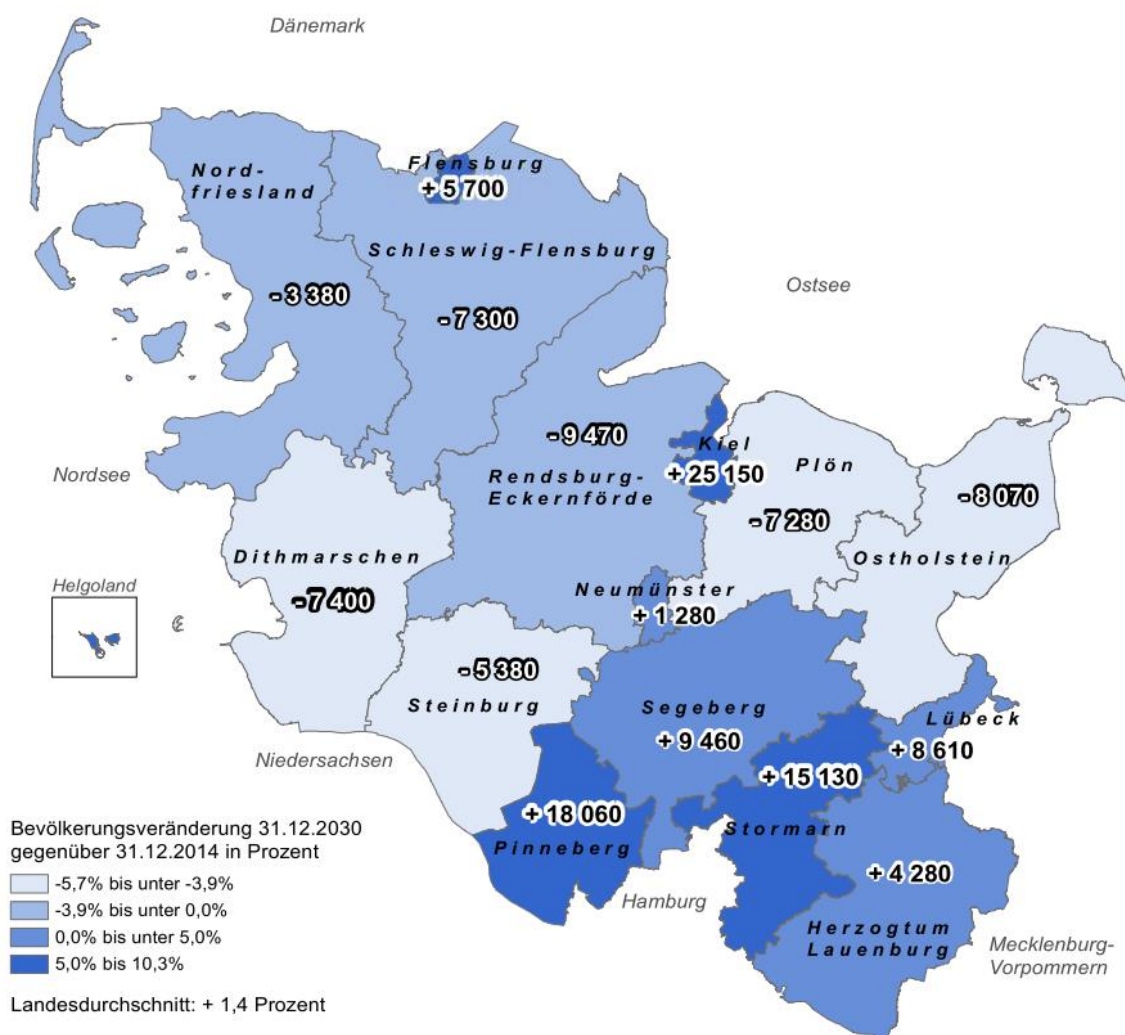 Dänemark
Nord-
friesland
Flensburg
+ 5 700
Schleswig-Flensburg
- 3 380
- 7 300
Ostsee
- 9 470
Kiel
+ 25 150
Rendsburg-
Eckernförde
Plön
- 7 280
- 8 070
Ostholstein
Nordsee
Dithmarschen
- 7 400
Helgoland
Neumünster
+ 1 280
- 5 380
Steinburg
Segeberg
+ 9 460
Lübeck
+ 8 610
Niedersachsen
+ 15 130
Stormarn
+ 18 060
Pinneberg
+ 4 280
Herzogtum
Lauenburg
Hamburg
Mecklenburg-
Vorpommern
Bevölkerungsveränderung 31.12.2030
gegenüber 31.12.2014 in Prozent
-5,7% bis unter -3,9%
-3,9% bis unter 0,0%
0,0% bis unter 5,0%
5,0% bis 10,3%
Landesdurchschnitt: + 1,4 Prozent